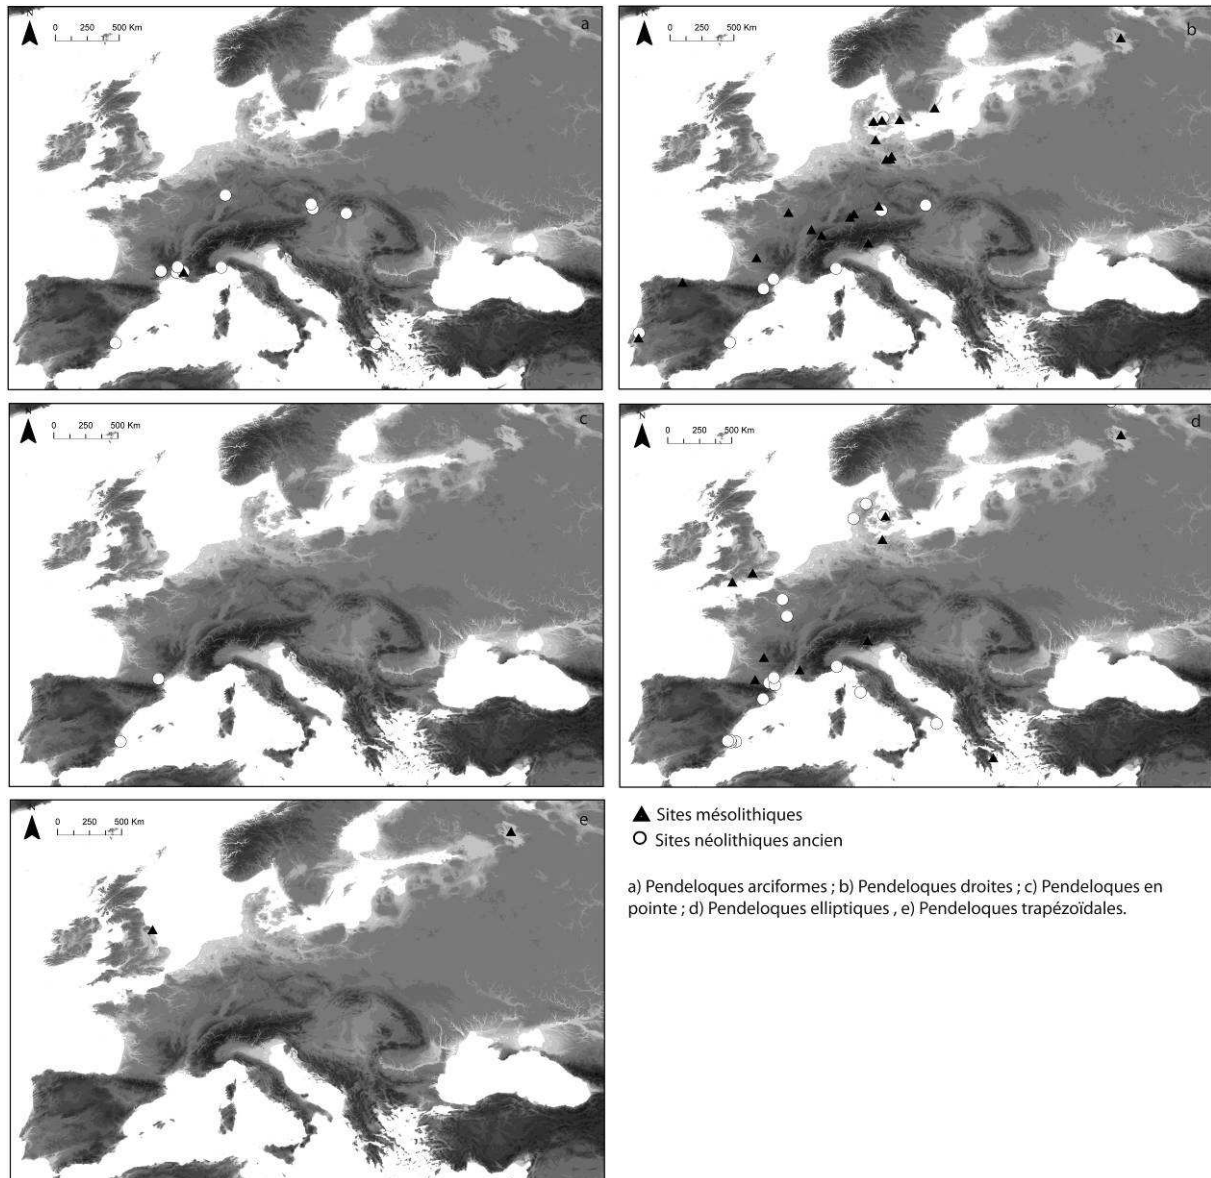 N
0 250 500 Km
a
N
0 250 500 Km
b
N
0 250 500 Km
c
N
0 250 500 Km
d
N
0 250 500 Km
e
Sites mésolithiques
Sites néolithiques ancien
a) Pendeloques arciformes ; b) Pendeloques droites ; c) Pendeloques en
pointe ; d) Pendeloques elliptiques , e) Pendeloques trapézoïdales.